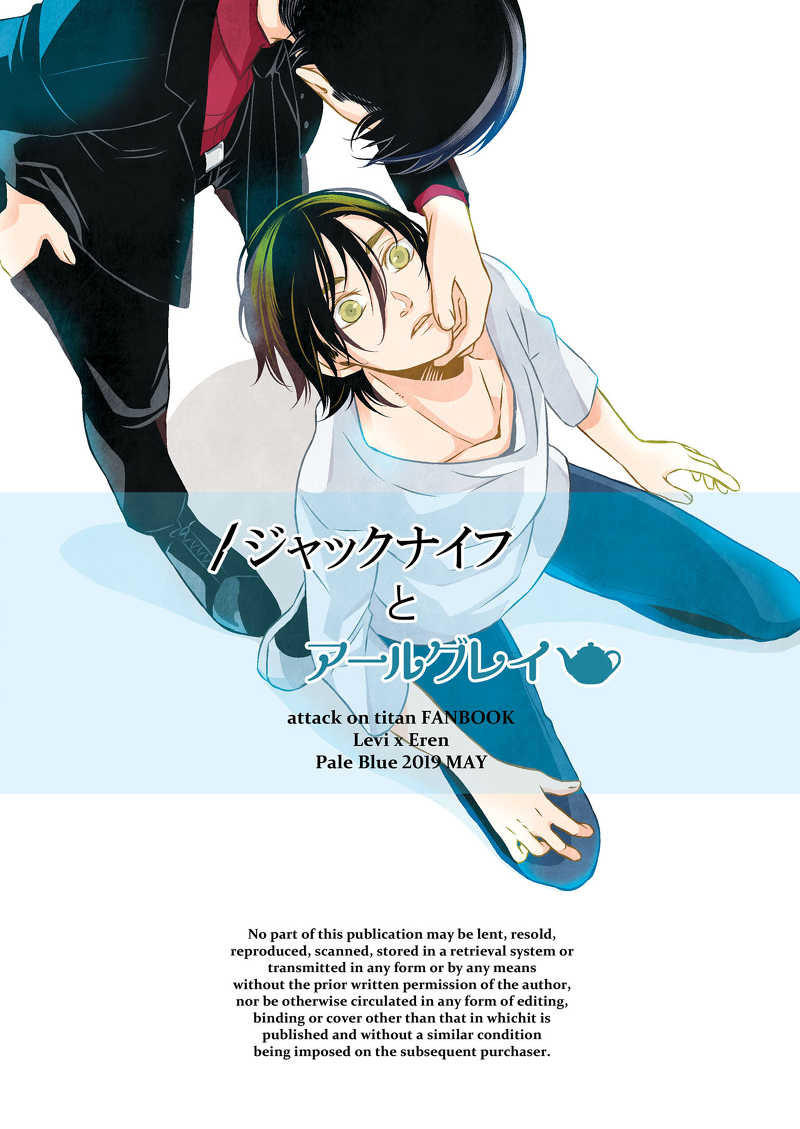 ジャックナイフ
と
アールグレイ
attack on titan FANBOOK
Levi x Eren
Pale Blue 2019 MAY
No part of this publication may be lent, resold,
reproduced, scanned, stored in a retrieval system or
transmitted in any form or by any means
without the prior written permission of the author,
nor be otherwise circulated in any form of editing,
binding or cover other than that in whichit is
published and without a similar condition
being imposed on the subsequent purchaser.